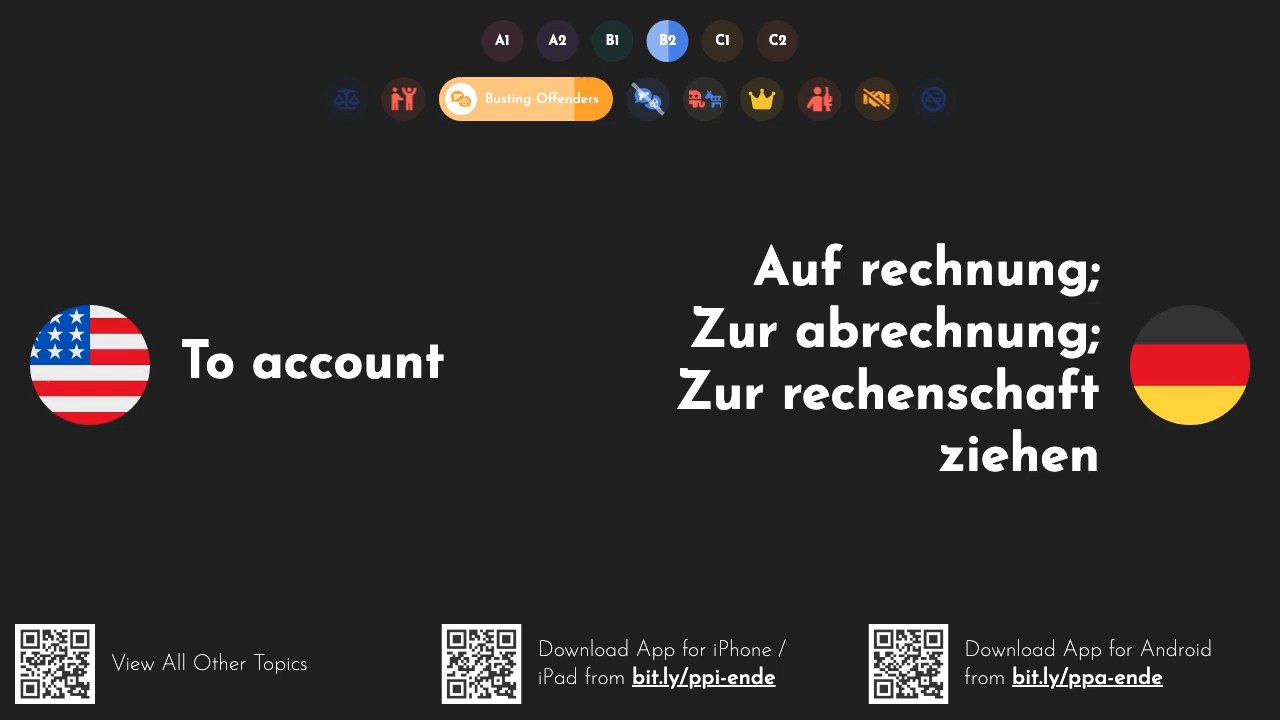 A1 A2 B1 B2 C1 C2
Busting Offenders
To account
Auf rechnung;
Zur abrechnung;
Zur rechenschaft
ziehen
View All Other Topics
Download App for iPhone /
iPad from bit.ly/ppi-ende
Download App for Android
from bit.ly/ppa-ende